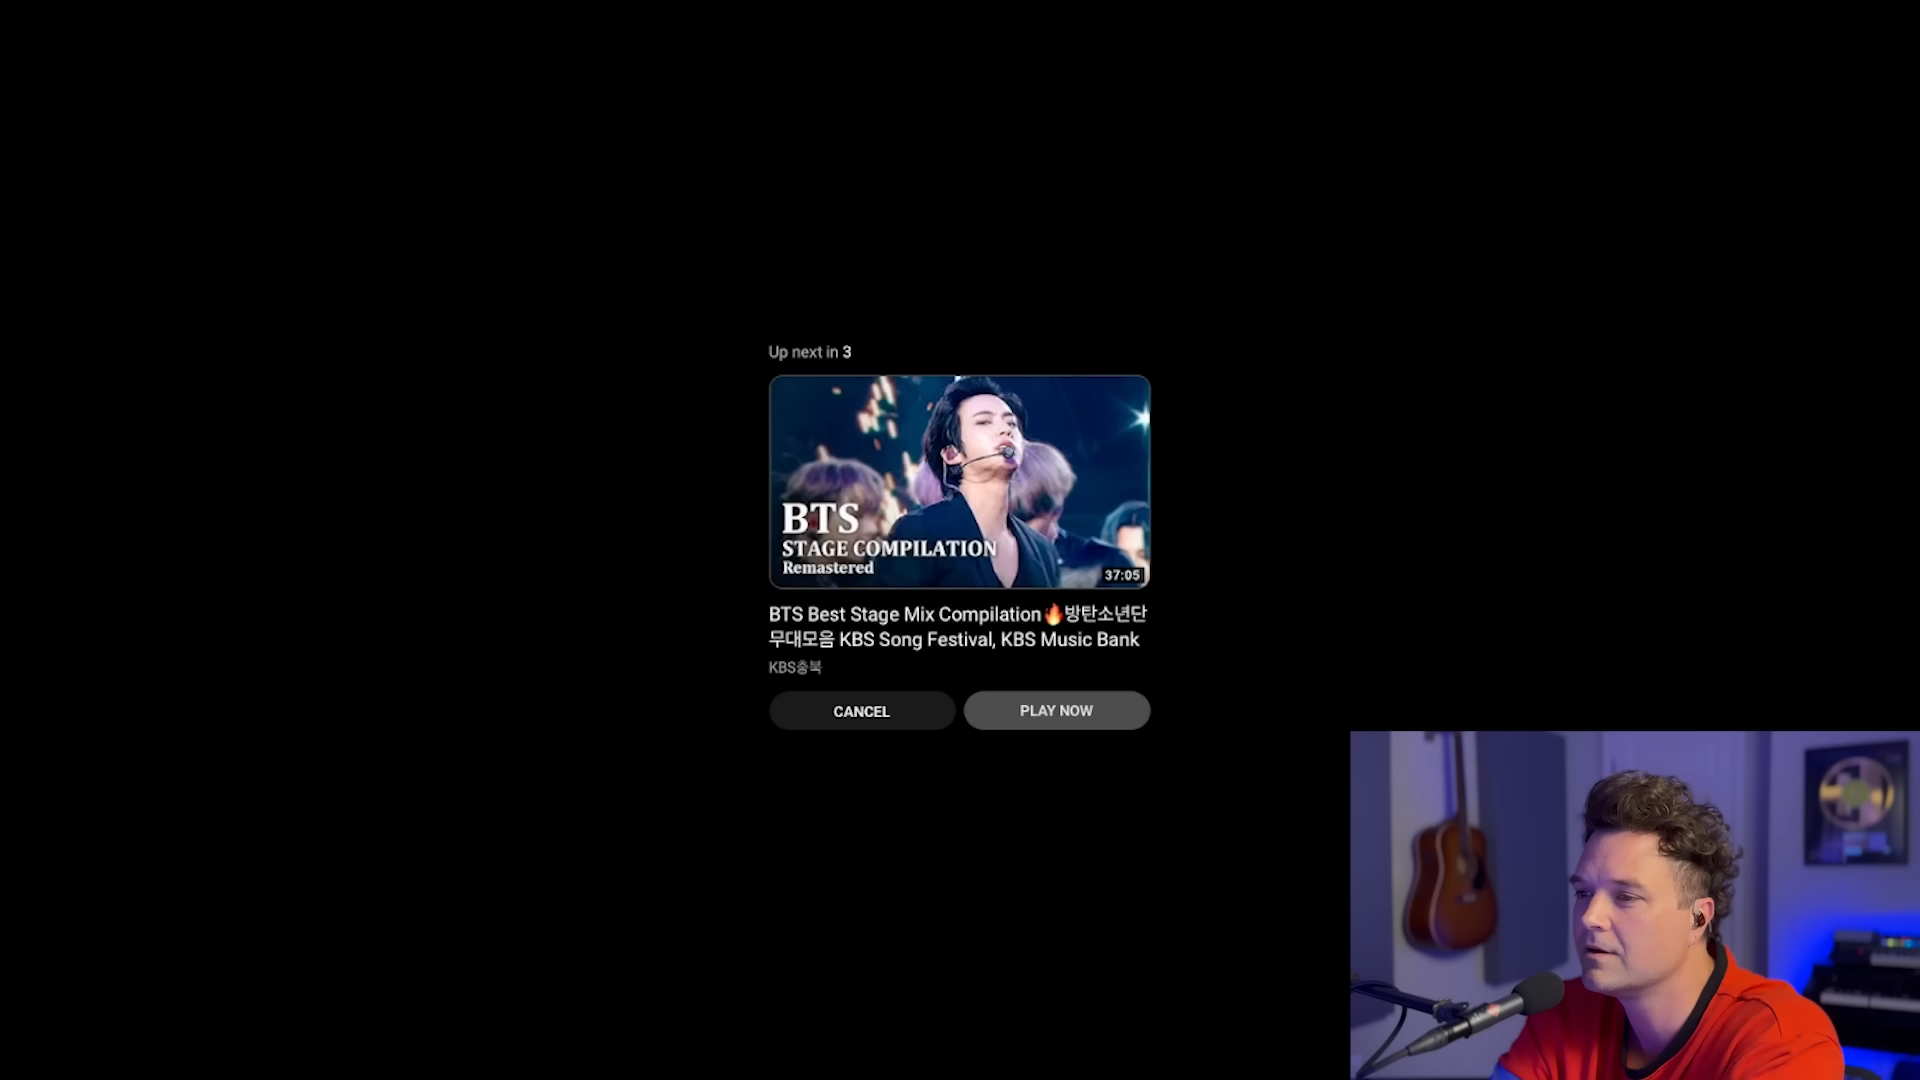 Up next in 3
BTS
STAGE COMPILATION
Remastered
37:05
BTS Best Stage Mix Compilation🔥방탄소년단
무대모음 KBS Song Festival, KBS Music Bank
KBS충북
CANCEL
PLAY NOW